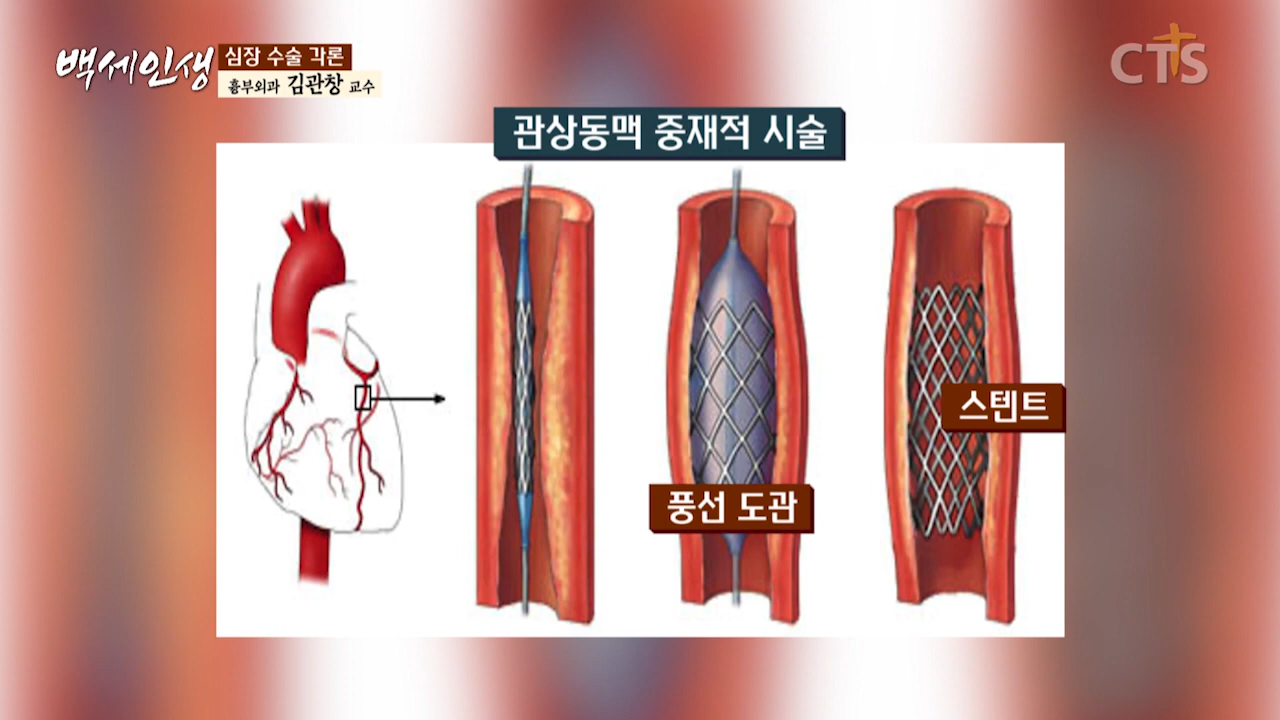 백세인생
심장 수술 각론
흉부외과 김관창 교수
CTS
관상동맥 중재적 시술
스텐트
풍선 도관